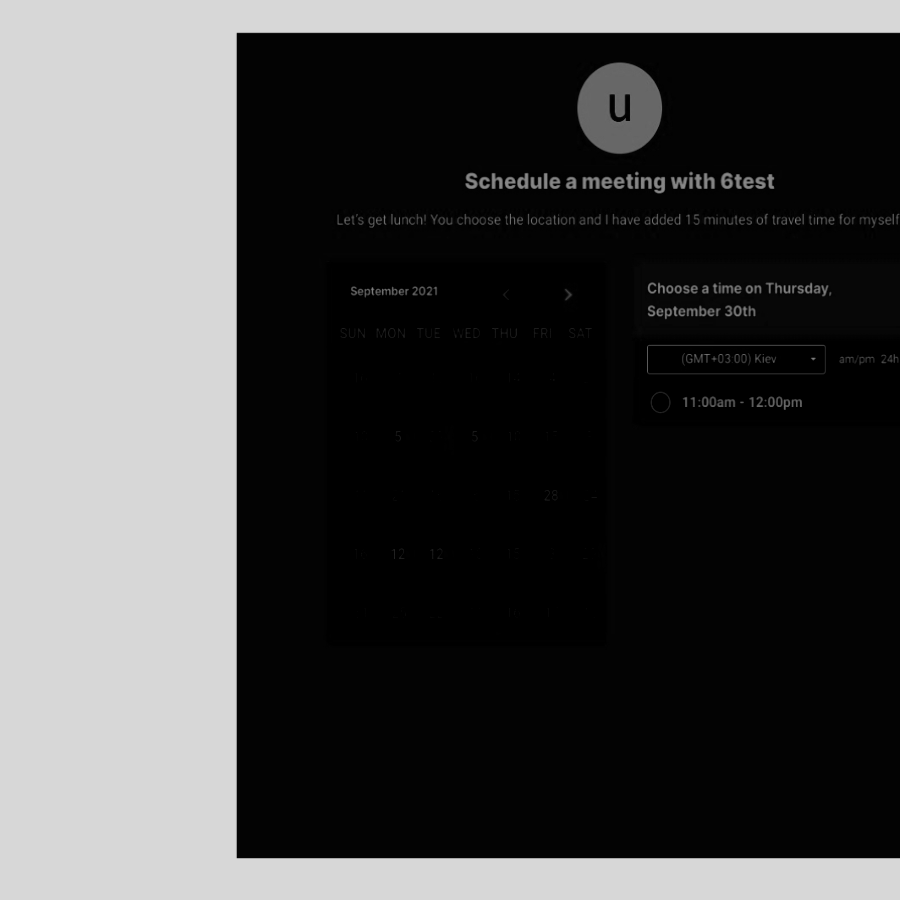 u
Schedule a meeting with 6test
Let's get lunch! You choose the location and I have added 15 minutes of travel time for myself
September 2021
SUN MON TUE WED THU FRI SAT
5 5
28
12 12
Choose a time on Thursday,
September 30th
(GMT+03:00) Kiev am/pm 24h
11:00am - 12:00pm